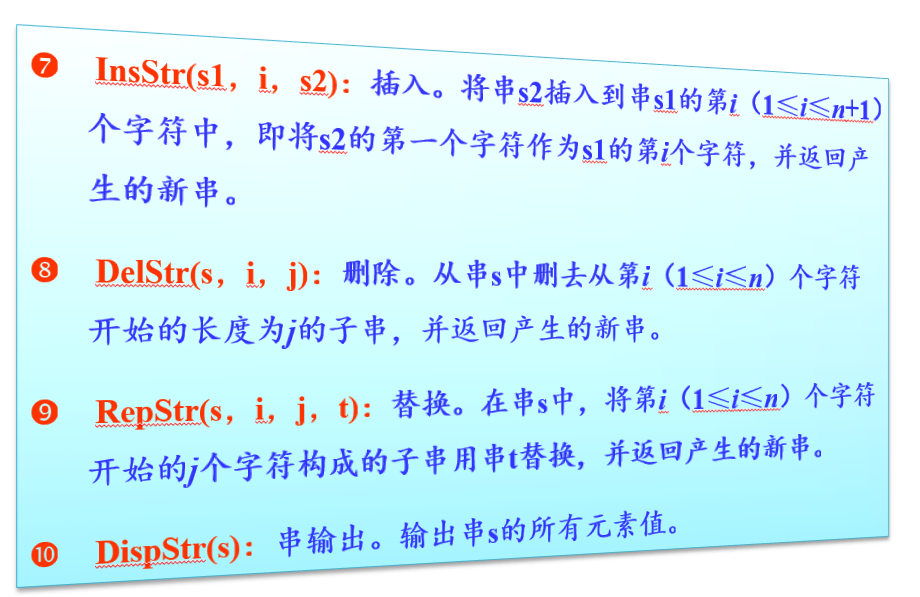 ❼ InsStr(s1，i，s2)：插入。将串s2插入到串s1的第i（1≤i≤n+1）
个字符中，即将s2的第一个字符作为s1的第i个字符，并返回产
生的新串。
❽ DelStr(s，i，j)：删除。从串s中删去从第i（1≤i≤n）个字符
开始的长度为j的子串，并返回产生的新串。
❾ RepStr(s，i，j，t)：替换。在串s中，将第i（1≤i≤n）个字符
开始的j个字符构成的子串用串t替换，并返回产生的新串。
❿ DispStr(s)：串输出。输出串s的所有元素值。